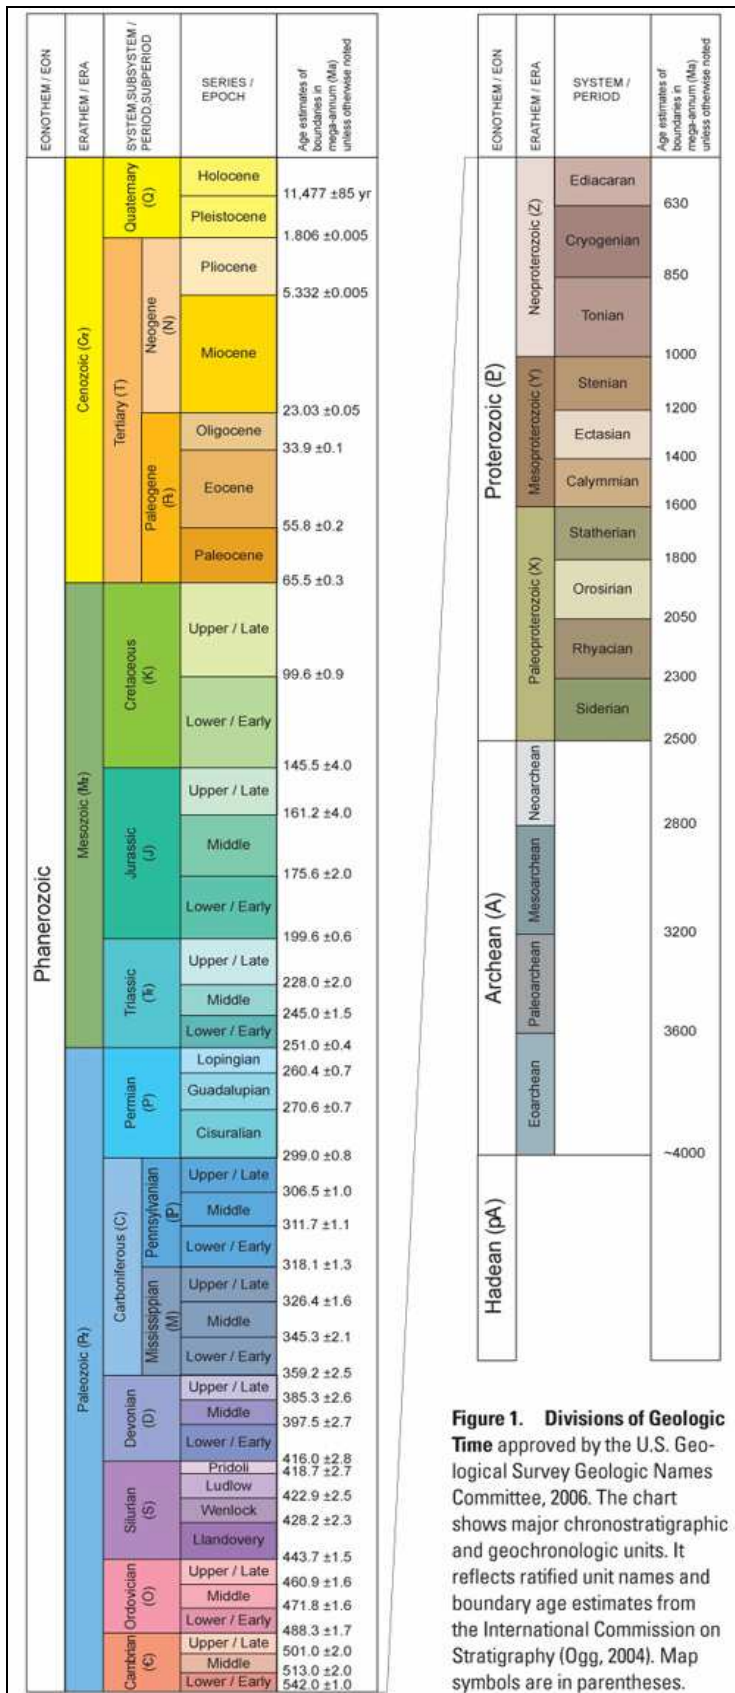 EONOTHEM / EON
ERATHEM / ERA
SYSTEM,SUBSYSTEM /
PERIOD,SUBPERIOD
SERIES /
EPOCH
Age estimates of
boundaries in
mega-annum (Ma)
unless otherwise noted
Phanerozoic
Cenozoic (Cz)
Quaternary
(Q)
Holocene
11,477 ±85 yr
Pleistocene
1.806 ±0.005
Tertiary (T)
Neogene
(N)
Pliocene
5.332 ±0.005
Miocene
23.03 ±0.05
Paleogene
Oligocene
33.9 ±0.1
Eocene
55.8 ±0.2
Paleocene
65.5 ±0.3
Mesozoic (Mz)
Cretaceous
(K)
Upper / Late
99.6 ±0.9
Lower / Early
145.5 ±4.0
Jurassic
(J)
Upper / Late
161.2 ±4.0
Middle
175.6 ±2.0
Lower / Early
199.6 ±0.6
Triassic
Upper / Late
228.0 ±2.0
Middle
245.0 ±1.5
Lower / Early
251.0 ±0.4
Paleozoic (Pz)
Permian
(P)
Lopingian
260.4 ±0.7
Guadalupian
270.6 ±0.7
Cisuralian
299.0 ±0.8
Carboniferous (C)
Pennsylvanian
Upper / Late
306.5 ±1.0
Middle
311.7 ±1.1
Lower / Early
318.1 ±1.3
Mississippian
(M)
Upper / Late
326.4 ±1.6
Middle
345.3 ±2.1
Lower / Early
359.2 ±2.5
Devonian
(D)
Upper / Late
385.3 ±2.6
Middle
397.5 ±2.7
Lower / Early
416.0 ±2.8
Silurian
(S)
Pridoli
418.7 ±2.7
Ludlow
422.9 ±2.5
Wenlock
428.2 ±2.3
Llandovery
443.7 ±1.5
Ordovician
(O)
Upper / Late
460.9 ±1.6
Middle
471.8 ±1.6
Lower / Early
488.3 ±1.7
Cambrian
(Ꞓ)
Upper / Late
501.0 ±2.0
Middle
513.0 ±2.0
Lower / Early
542.0 ±1.0
EONOTHEM / EON
ERATHEM / ERA
SYSTEM /
PERIOD
Age estimates of
boundaries in
mega-annum (Ma)
unless otherwise noted
Proterozoic
Neoproterozoic (Z)
Ediacaran
630
Cryogenian
850
Tonian
1000
Mesoproterozoic (Y)
Stenian
1200
Ectasian
1400
Calymmian
1600
Paleoproterozoic (X)
Statherian
1800
Orosirian
2050
Rhyacian
2300
Siderian
2500
Archean (A)
Neoarchean
2800
Mesoarchean
3200
Paleoarchean
3600
Eoarchean
~4000
Hadean (pA)
Figure 1. Divisions of Geologic
Time approved by the U.S. Geo-
logical Survey Geologic Names
Committee, 2006. The chart
shows major chronostratigraphic
and geochronologic units. It
reflects ratified unit names and
boundary age estimates from
the International Commission on
Stratigraphy (Ogg, 2004). Map
symbols are in parentheses.